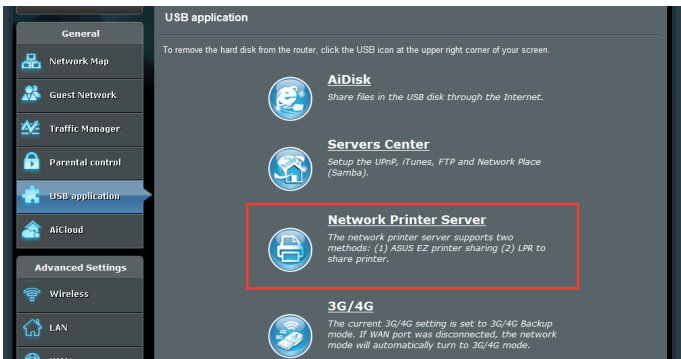 USB application
General
To remove the hard disk from the router, click the USB icon at the upper right corner of your screen.
Network Map
AiDisk
Share files in the USB disk through the Internet.
Guest Network
Traffic Manager
Servers Center
Setup the UPnP, iTunes, FTP and Network Place
(Samba).
Parental control
USB application
Network Printer Server
The network printer server supports two
methods: (1) ASUS EZ printer sharing (2) LPR to
share printer.
AiCloud
Advanced Settings
Wireless
3G/4G
The current 3G/4G setting is set to 3G/4G Backup
mode. If WAN port was disconnected, the network
mode will automatically turn to 3G/4G mode.
LAN
WAN